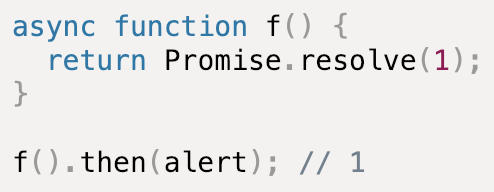 async function f() {
  return Promise.resolve(1);
}

f().then(alert); // 1